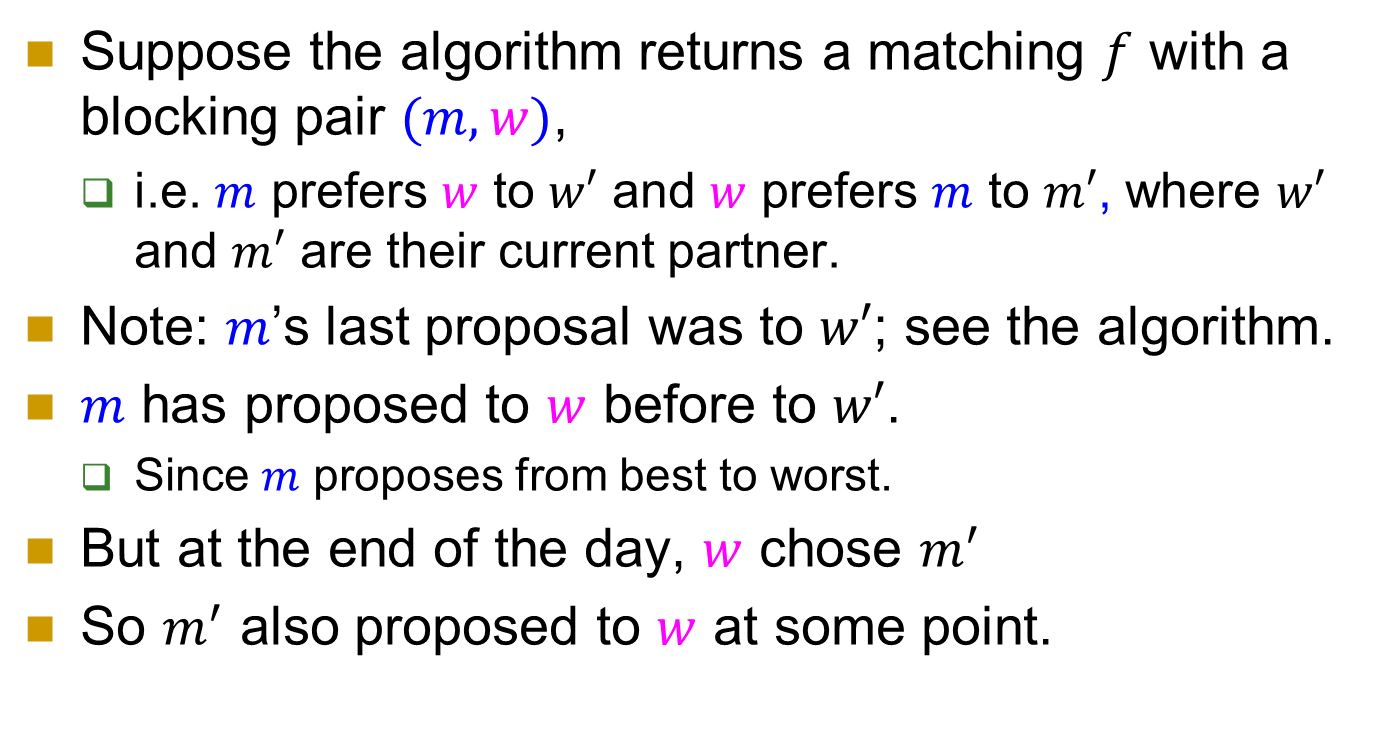 Suppose the algorithm returns a matching 𝑓 with a
blocking pair (𝑚, 𝑤),
i.e. 𝑚 prefers 𝑤 to 𝑤′ and 𝑤 prefers 𝑚 to 𝑚′, where 𝑤′
and 𝑚′ are their current partner.
Note: 𝑚’s last proposal was to 𝑤′; see the algorithm.
𝑚 has proposed to 𝑤 before to 𝑤′.
Since 𝑚 proposes from best to worst.
But at the end of the day, 𝑤 chose 𝑚′
So 𝑚′ also proposed to 𝑤 at some point.